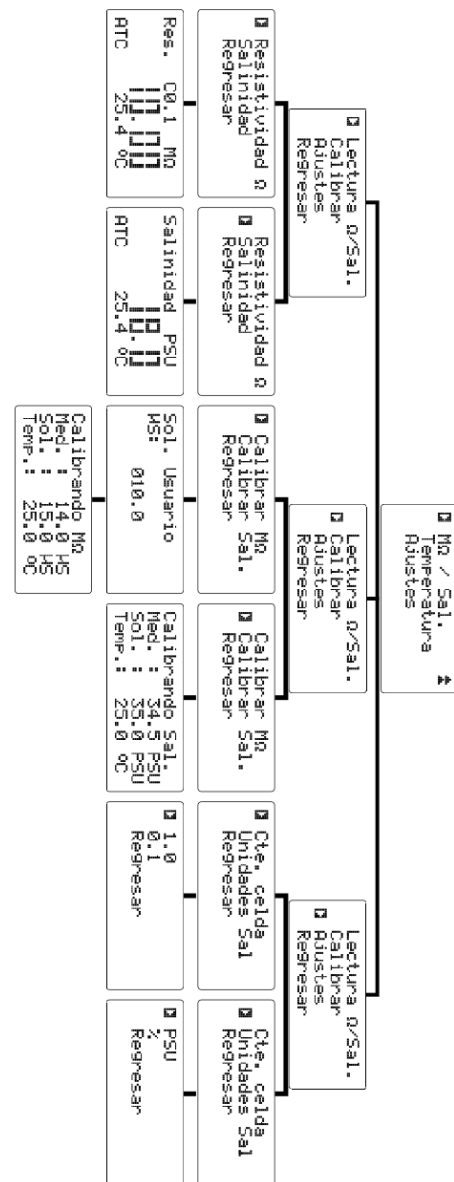 MΩ / Sal.
Temperatura
Ajustes
Lectura Ω/Sal.
Calibrar
Ajustes
Regresar
Lectura Ω/Sal.
Calibrar
Ajustes
Regresar
Lectura Ω/Sal.
Calibrar
Ajustes
Regresar
Resistividad Ω
Salinidad
Regresar
Resistividad Ω
Salinidad
Regresar
Calibrar MΩ
Calibrar Sal.
Regresar
Calibrar MΩ
Calibrar Sal.
Regresar
Cte. celda
Unidades Sal
Regresar
Cte. celda
Unidades Sal
Regresar
Res. C0.1 MΩ
10.00
ATC 25.4 ºC
Salinidad PSU
18.0
ATC 25.4 ºC
Sol. Usuario
µS: 010.0
Calibrando Sal.
Med.: 34.5 PSU
Sol.: 35.0 PSU
Temp.: 25.0 ºC
1.0
0.1
Regresar
PSU
%
Regresar
Calibrando MΩ
Med.: 14.0 µS
Sol.: 15.0 µS
Temp.: 25.0 ºC